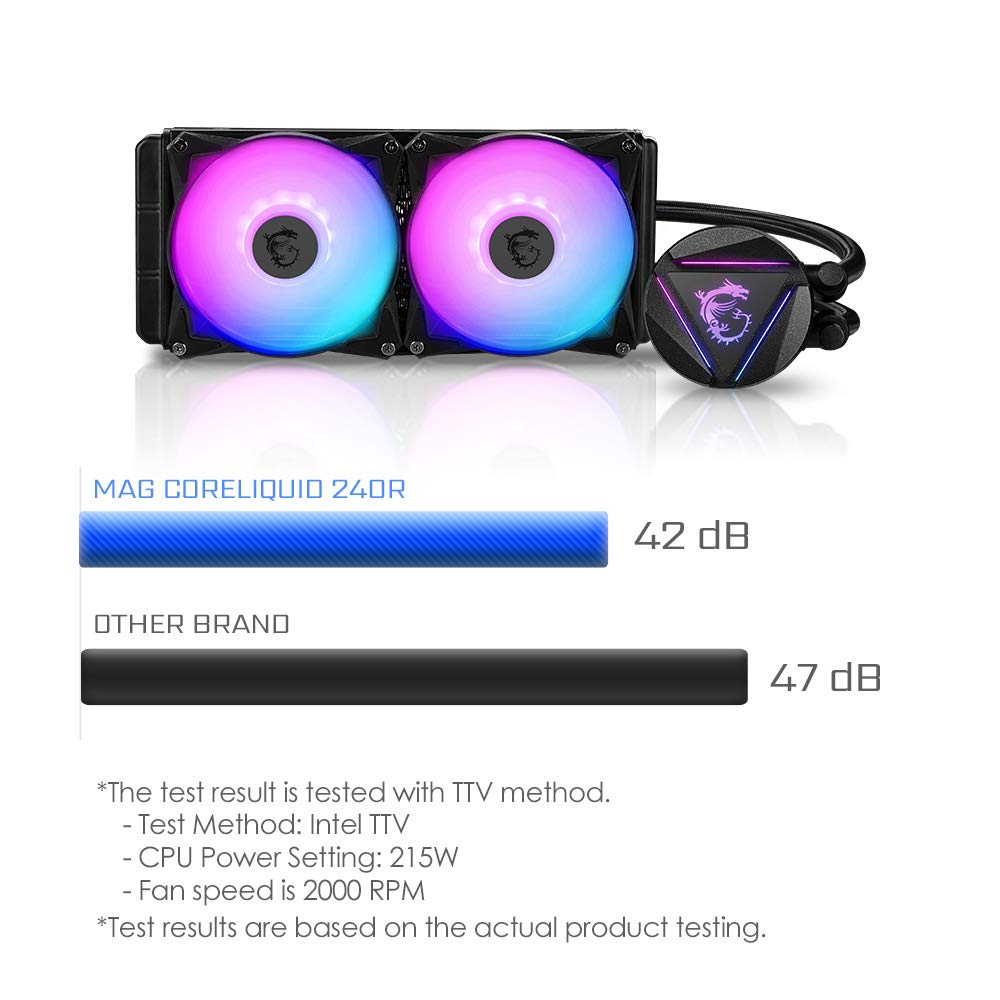 MAG CORELIQUID 240R
42 dB
OTHER BRAND
47 dB
*The test result is tested with TTV method.
- Test Method: Intel TTV
- CPU Power Setting: 215W
- Fan speed is 2000 RPM
*Test results are based on the actual product testing.